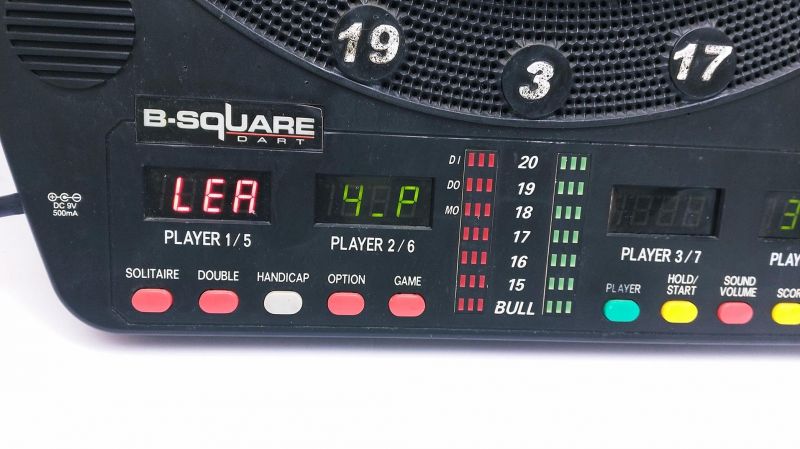 19
3
17
B-SQUARE
DART
DC 9V
500mA
LEA
4_P
3
PLAYER 1/5
PLAYER 2/6
DI
DO
MO
20
19
18
17
16
15
BULL
PLAYER 3/7
SOLITAIRE
DOUBLE
HANDICAP
OPTION
GAME
PLAYER
HOLD/
START
SOUND
VOLUME